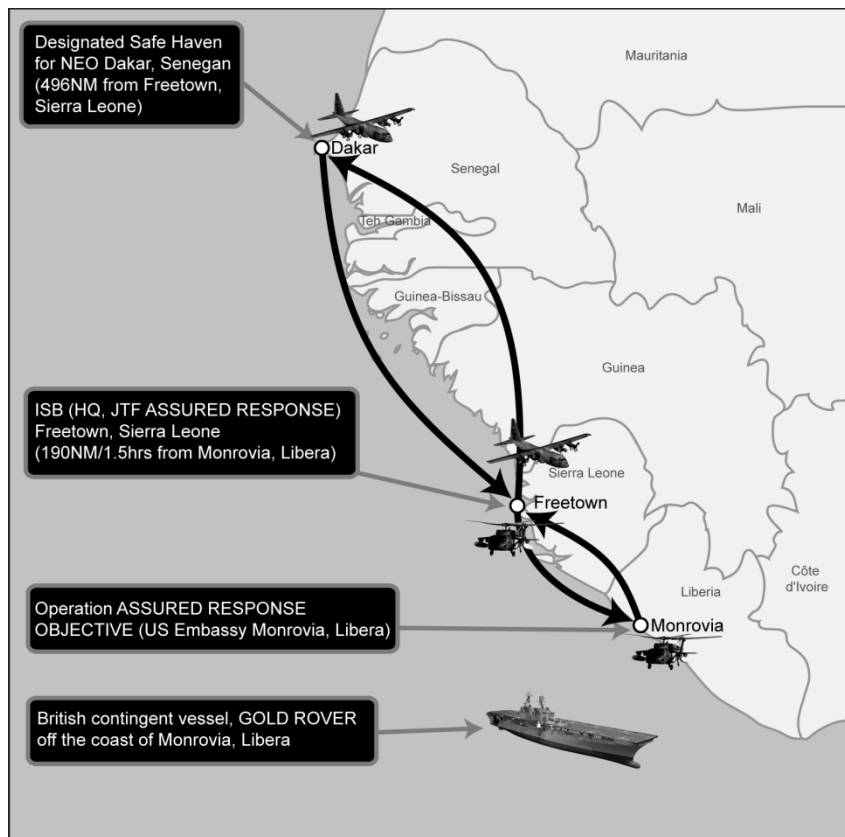 Designated Safe Haven
for NEO Dakar, Senegan
(496NM from Freetown,
Sierra Leone)
Mauritania
Dakar
Senegal
Mali
Teh Gambia
Guinea-Bissau
Guinea
ISB (HQ, JTF ASSURED RESPONSE)
Freetown, Sierra Leone
(190NM/1.5hrs from Monrovia, Libera)
Sierra Leone
Freetown
Côte
d'Ivoire
Liberia
Operation ASSURED RESPONSE
OBJECTIVE (US Embassy Monrovia, Libera)
Monrovia
British contingent vessel, GOLD ROVER
off the coast of Monrovia, Libera